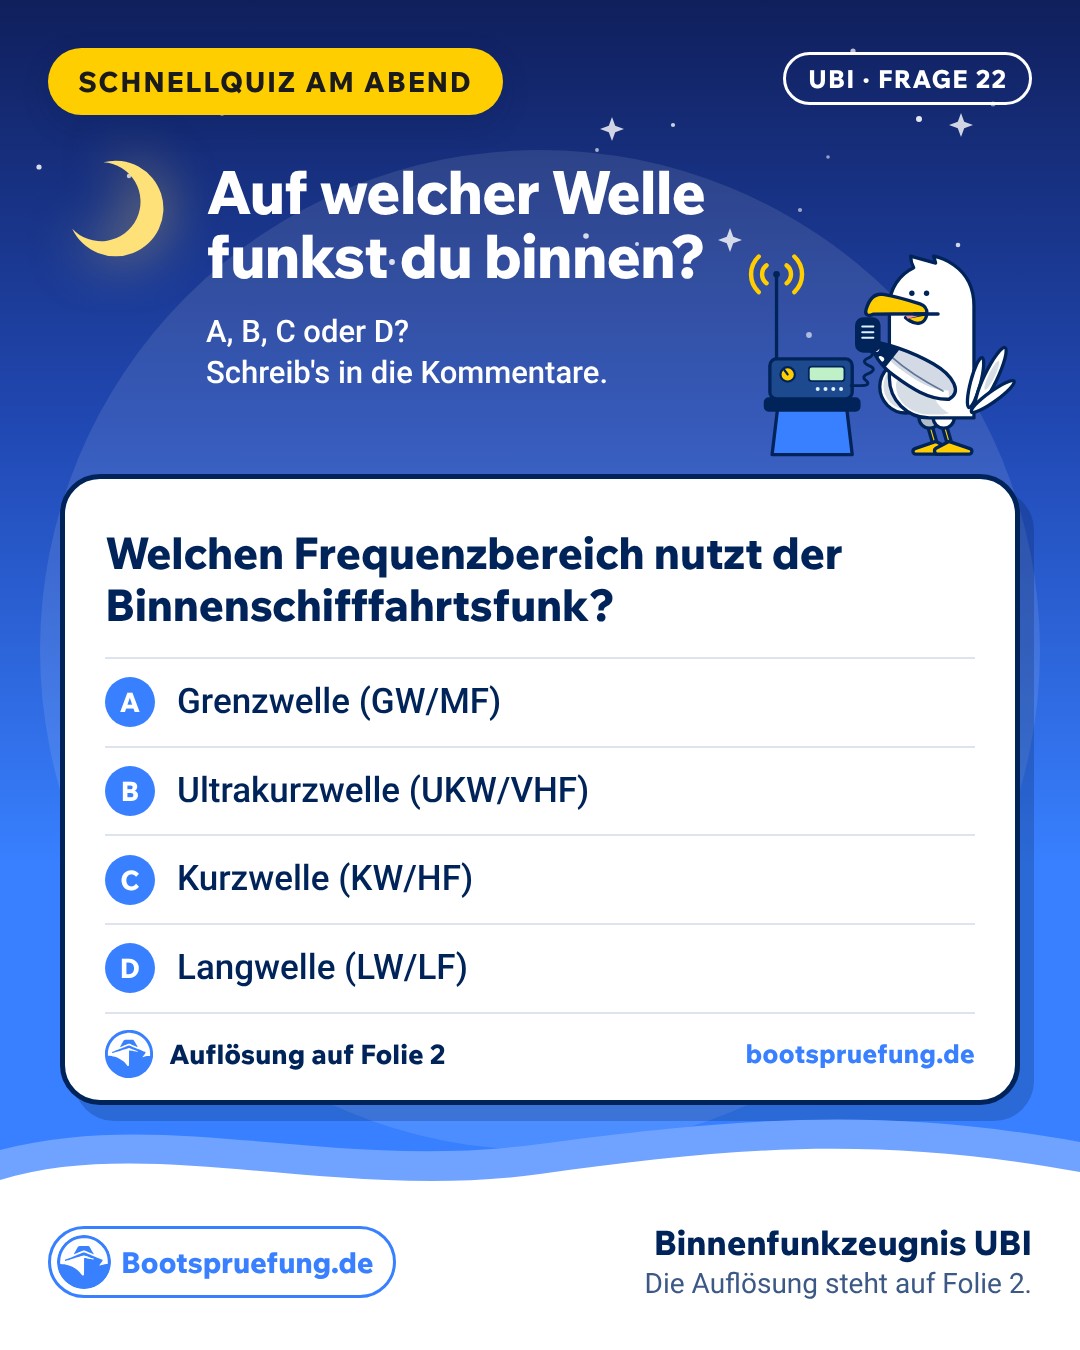 SCHNELLQUIZ AM ABEND
UBI · FRAGE 22
Auf welcher Welle
funkst du binnen?
A, B, C oder D?
Schreib's in die Kommentare.
Welchen Frequenzbereich nutzt der
Binnenschifffahrtsfunk?
A Grenzwelle (GW/MF)
B Ultrakurzwelle (UKW/VHF)
C Kurzwelle (KW/HF)
D Langwelle (LW/LF)
Auflösung auf Folie 2
bootspruefung.de
Bootspruefung.de
Binnenfunkzeugnis UBI
Die Auflösung steht auf Folie 2.